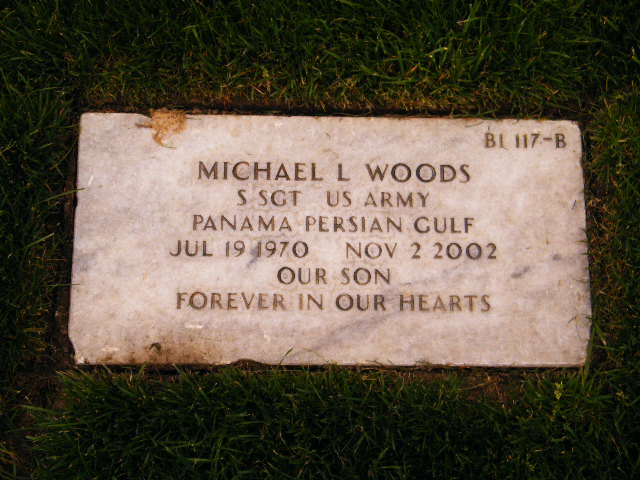 BL 117-B
MICHAEL L WOODS
S SGT US ARMY
PANAMA PERSIAN GULF
JUL 19 1970 NOV 2 2002
OUR SON
FOREVER IN OUR HEARTS